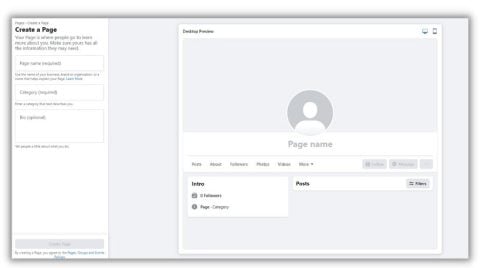 Pages › Create a Page
Create a Page
Your Page is where people go to learn
more about you. Make sure yours has all
the information they may need.
Page name (required)
Use the name of your business, brand or organization, or a
name that helps explain your Page. Learn More
Category (required)
Enter a category that best describes you.
Bio (optional)
Tell people a little about what you do.
Create Page
By creating a Page, you agree to the Pages, Groups and Events
Policies
Desktop Preview
Page name
Posts About Followers Photos Videos More
Follow Message
Intro
0 Followers
Page · Category
Posts
Filters